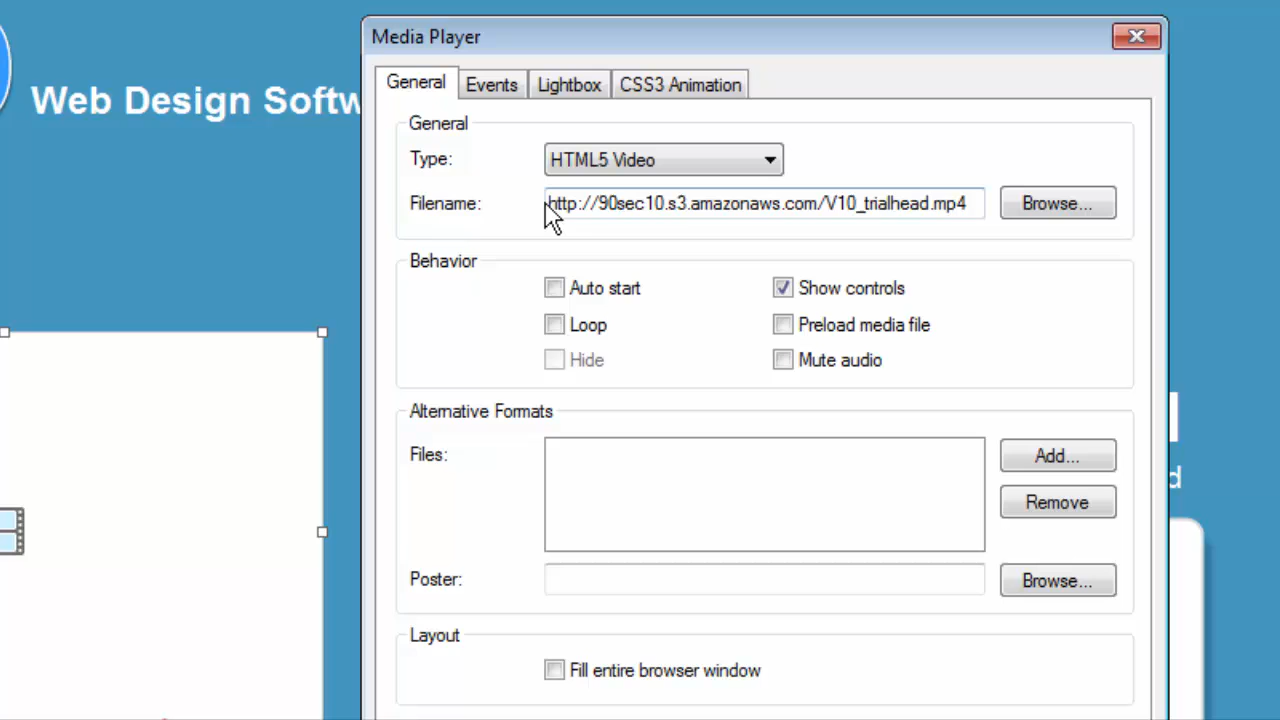 Media Player
General Events Lightbox CSS3 Animation
Web Design Softw
General
Type: HTML5 Video
Filename: http://90sec10.s3.amazonaws.com/V10_trialhead.mp4 Browse...
Behavior
Auto start Show controls
Loop Preload media file
Hide Mute audio
Alternative Formats
Files: Add...
Remove
d
Poster: Browse...
Layout
Fill entire browser window